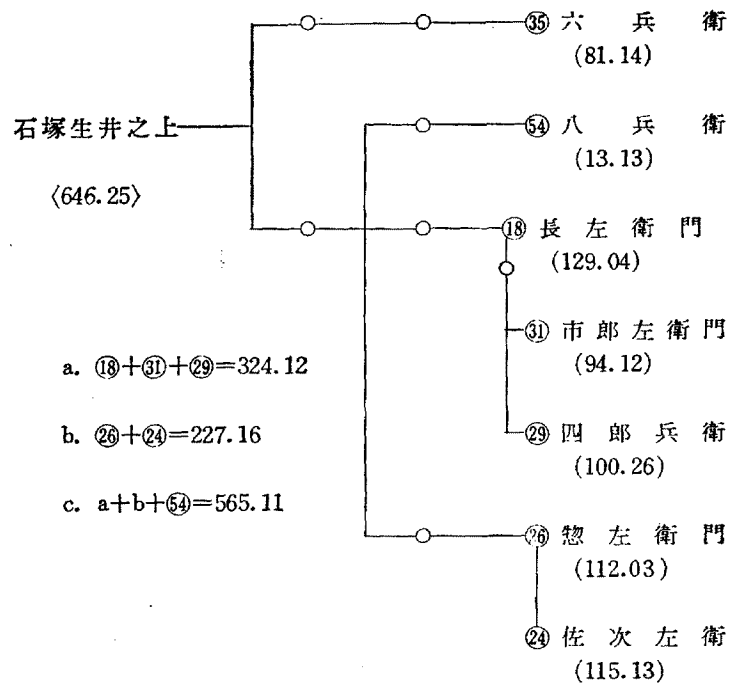 ㉟ 六兵衛
(81.14)
石塚生井之上
〈646.25〉
㊴ 八兵衛
(13.13)
⑱ 長左衛門
(129.04)
㉛ 市郎左衛門
(94.12)
㉙ 四郎兵衛
(100.26)
㉖ 惣左衛門
(112.03)
㉔ 佐次左衛
(115.13)
a. ⑱+㉛+㉙=324.12
b. ㉖+㉔=227.16
c. a+b+54=565.11